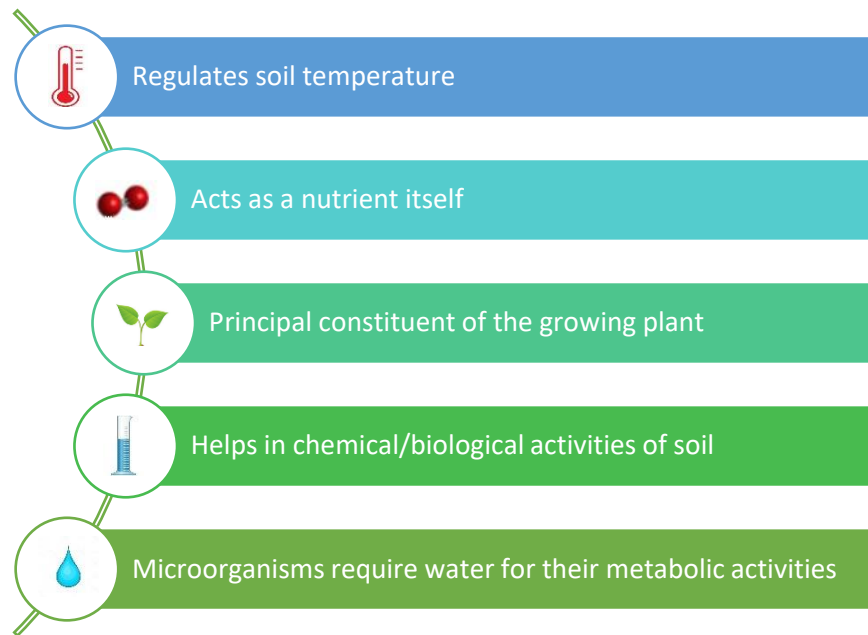 Regulates soil temperature
Acts as a nutrient itself
Principal constituent of the growing plant
Helps in chemical/biological activities of soil
Microorganisms require water for their metabolic activities